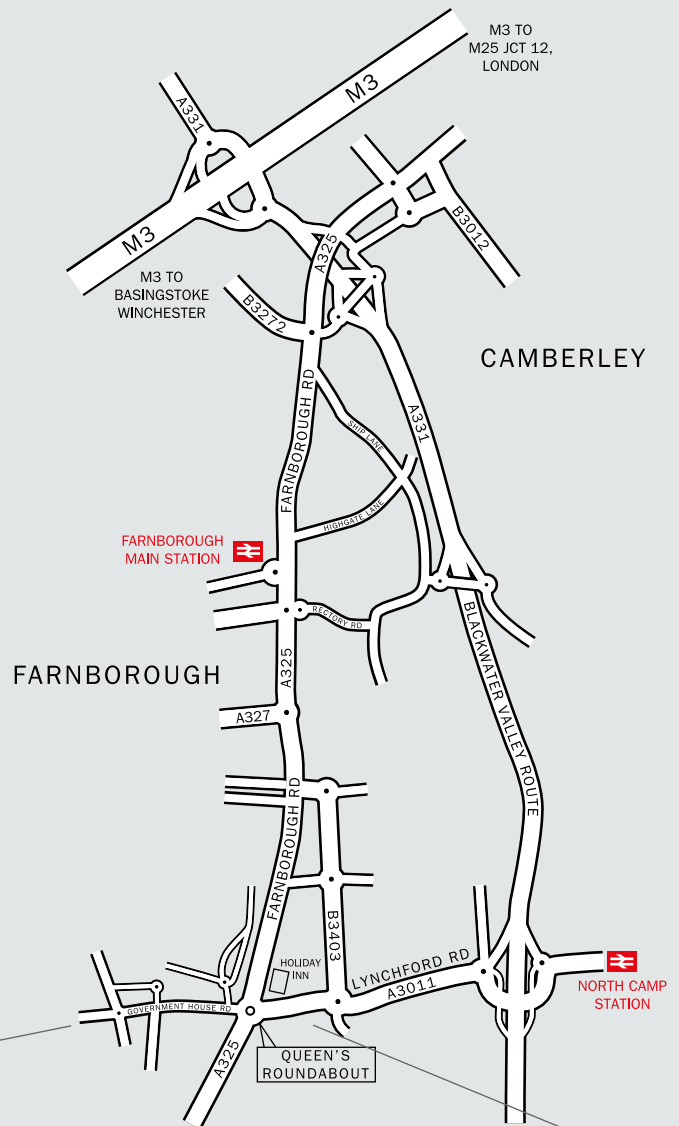 M3 TO
M25 JCT 12,
LONDON
M3
A331
M3
B3012
A325
M3 TO
BASINGSTOKE
WINCHESTER
B3272
CAMBERLEY
FARNBOROUGH RD
A331
SHIP LANE
HIGHGATE LANE
FARNBOROUGH
MAIN STATION
RECTORY RD
BLACKWATER VALLEY ROUTE
FARNBOROUGH
A325
A327
FARNBOROUGH RD
B3403
HOLIDAY
INN
LYNCHFORD RD
A3011
NORTH CAMP
STATION
GOVERNMENT HOUSE RD
A325
QUEEN'S
ROUNDABOUT